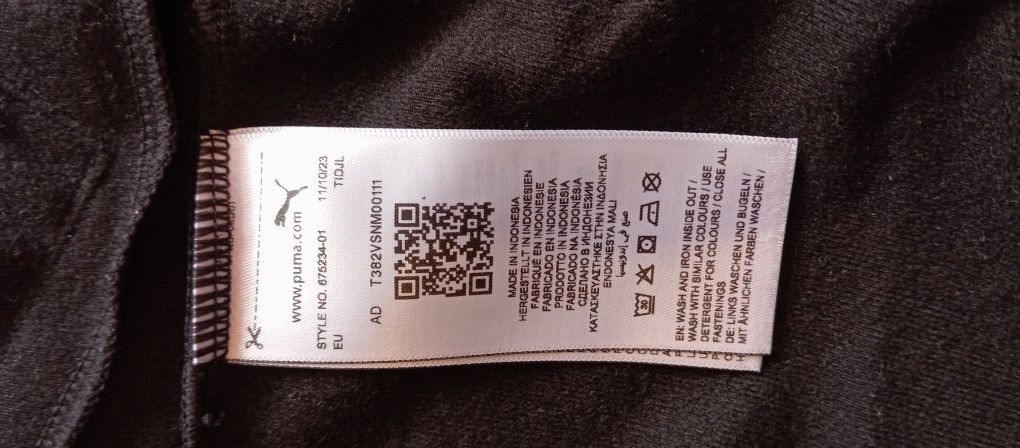 www.puma.com
STYLE NO. 675234-01 11/10/23
EU TIDJL
AD T382VSNM00111
MADE IN INDONESIA
HERGESTELLT IN INDONESIEN
FABRIQUÉ EN INDONESIE
FABRICADO EN INDONESIA
PRODOTTO IN INDONESIA
FABRICADO NA INDONÉSIA
СДЕЛАНО В ИНДОНЕЗИИ
ΚΑΤΑΣΚΕΥΑΣΤΗΚΕ ΣΤΗΝ ΙΝΔΟΝΗΣΙΑ
ENDONESYA MALI
صنع في إندونيسيا
EN: WASH AND IRON INSIDE OUT /
WASH WITH SIMILAR COLOURS / USE
DETERGENT FOR COLOURS / CLOSE ALL
FASTENINGS
DE: LINKS WASCHEN UND BÜGELN /
MIT ÄHNLICHEN FARBEN WASCHEN /